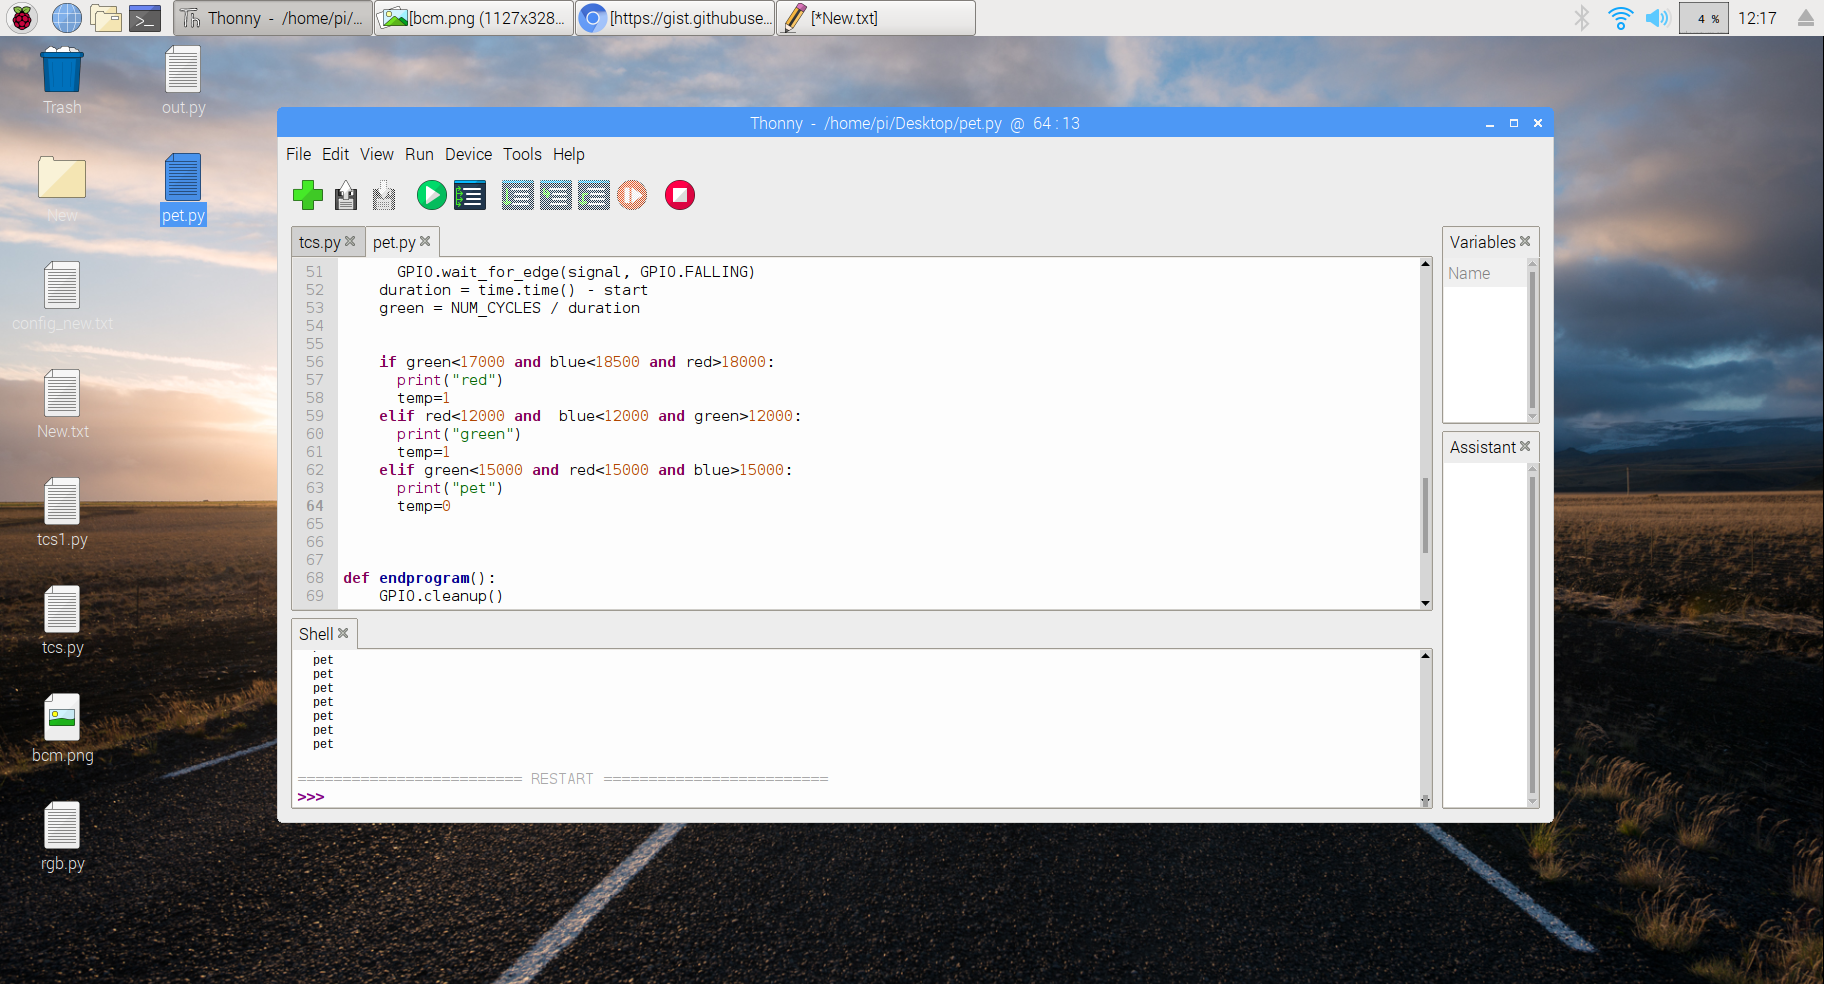 Thonny - /home/pi/...
[bcm.png (1127x328...
[https://gist.githubuse...
[*New.txt]
4 %
12:17
Trash
out.py
New
pet.py
config_new.txt
New.txt
tcs1.py
tcs.py
bcm.png
rgb.py
Thonny - /home/pi/Desktop/pet.py @ 64 : 13
File Edit View Run Device Tools Help
tcs.py
pet.py
51 GPIO.wait_for_edge(signal, GPIO.FALLING)
52 duration = time.time() - start
53 green = NUM_CYCLES / duration
54
55
56 if green<17000 and blue<18500 and red>18000:
57 print("red")
58 temp=1
59 elif red<12000 and  blue<12000 and green>12000:
60 print("green")
61 temp=1
62 elif green<15000 and red<15000 and blue>15000:
63 print("pet")
64 temp=0
65
66
67
68 def endprogram():
69 GPIO.cleanup()
Shell
pet
pet
pet
pet
pet
pet
pet
========================= RESTART =========================
>>>
Variables
Name
Assistant